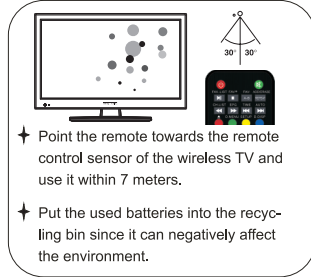 30° 30°
Point the remote towards the remote
control sensor of the wireless TV and
use it within 7 meters.
Put the used batteries into the recyc-
ling bin since it can negatively affect
the environment.